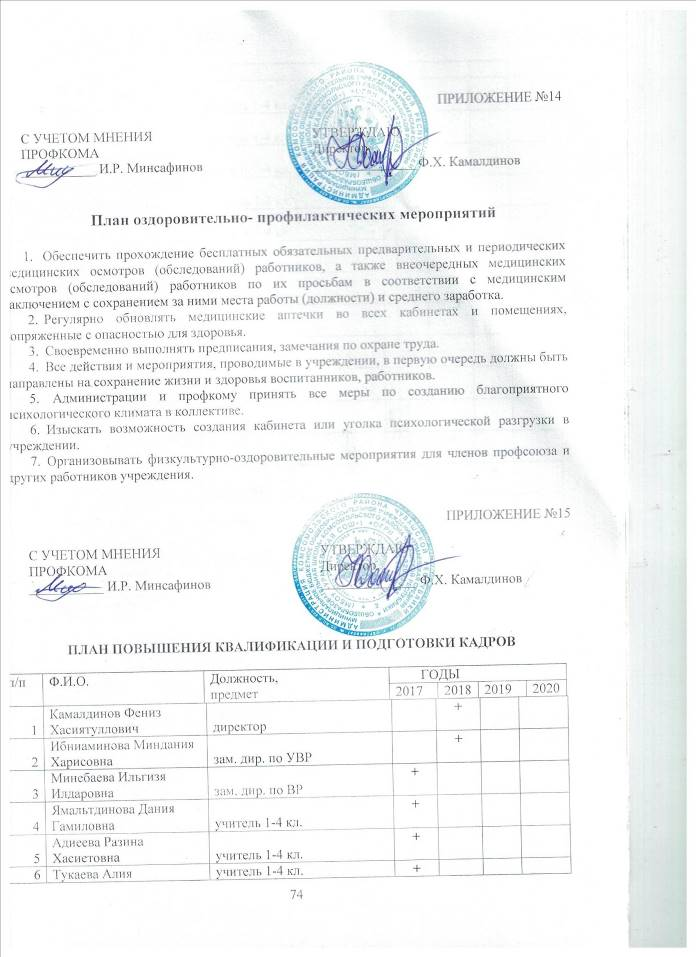 ПРИЛОЖЕНИЕ №14
С УЧЕТОМ МНЕНИЯ УТВЕРЖДАЮ
ПРОФКОМА Директор
И.Р. Минсафинов Ф.Х. Камалдинов
План оздоровительно- профилактических мероприятий
1. Обеспечить прохождение бесплатных обязательных предварительных и периодических
едицинских осмотров (обследований) работников, а также внеочередных медицинских
смотров (обследований) работников по их просьбам в соответствии с медицинским
аключением с сохранением за ними места работы (должности) и среднего заработка.
2. Регулярно обновлять медицинские аптечки во всех кабинетах и помещениях,
опряженные с опасностью для здоровья.
3. Своевременно выполнять предписания, замечания по охране труда.
4. Все действия и мероприятия, проводимые в учреждении, в первую очередь должны быть
направлены на сохранение жизни и здоровья воспитанников, работников.
5. Администрации и профкому принять все меры по созданию благоприятного
психологического климата в коллективе.
6. Изыскать возможность создания кабинета или уголка психологической разгрузки в
учреждении.
7. Организовывать физкультурно-оздоровительные мероприятия для членов профсоюза и
других работников учреждения.
ПРИЛОЖЕНИЕ №15
С УЧЕТОМ МНЕНИЯ УТВЕРЖДАЮ
ПРОФКОМА Директор
И.Р. Минсафинов Ф.Х. Камалдинов
ПЛАН ПОВЫШЕНИЯ КВАЛИФИКАЦИИ И ПОДГОТОВКИ КАДРОВ
п/п Ф.И.О. Должность, ГОДЫ
предмет 2017 2018 2019 2020
Камалдинов Фениз +
1 Хасиятуллович директор
Ибниаминова Миндания +
2 Харисовна зам. дир. по УВР
Минебаева Ильгизя +
3 Илдаровна зам. дир. по ВР
Ямальтдинова Дания +
4 Гамиловна учитель 1-4 кл.
Адиеева Разина +
5 Хасиетовна учитель 1-4 кл.
6 Тукаева Алия учитель 1-4 кл. +
74